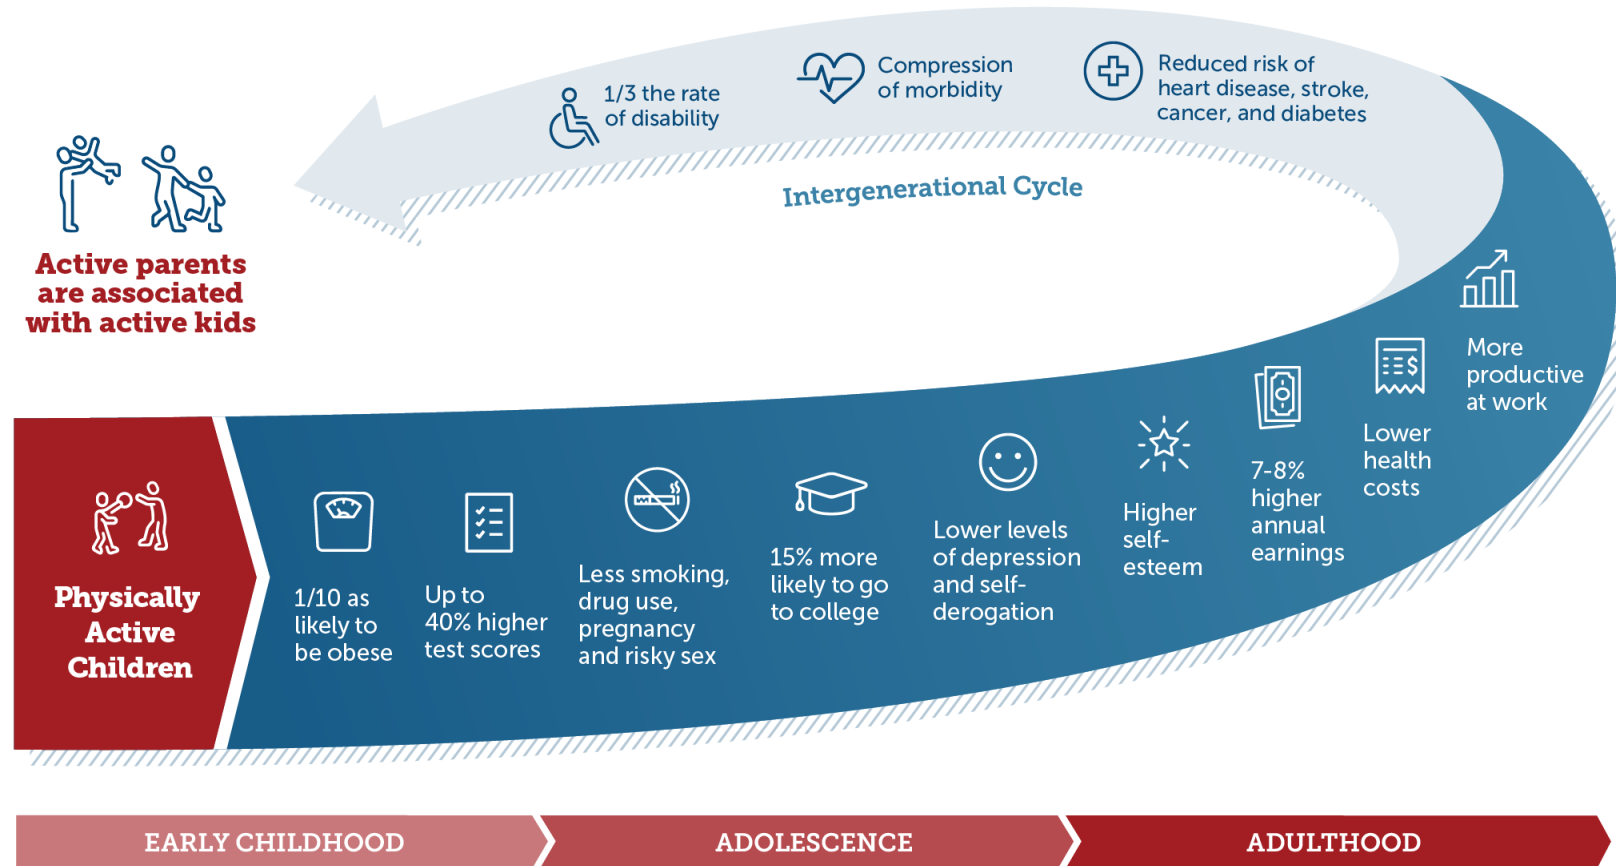 1/3 the rate
of disability
Compression
of morbidity
Reduced risk of
heart disease, stroke,
cancer, and diabetes
Intergenerational Cycle
Active parents
are associated
with active kids
Physically
Active
Children
1/10 as
likely to
be obese
Up to
40% higher
test scores
Less smoking,
drug use,
pregnancy
and risky sex
15% more
likely to go
to college
Lower levels
of depression
and self-
derogation
Higher
self-
esteem
7-8%
higher
annual
earnings
Lower
health
costs
More
productive
at work
EARLY CHILDHOOD
ADOLESCENCE
ADULTHOOD